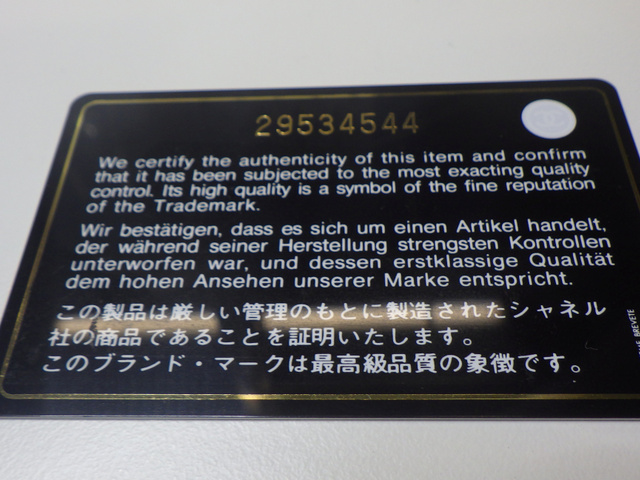 29534544
We certify the authenticity of this item and confirm
that it has been subjected to the most exacting quality
control. Its high quality is a symbol of the fine reputation
of the Trademark.
Wir bestätigen, dass es sich um einen Artikel handelt,
der während seiner Herstellung strengsten Kontrollen
unterworfen war, und dessen erstklassige Qualität
dem hohen Ansehen unserer Marke entspricht.
この製品は厳しい管理のもとに製造されたシャネル
社の商品であることを証明いたします。
このブランド・マークは最高級品質の象徴です。
BREVETE